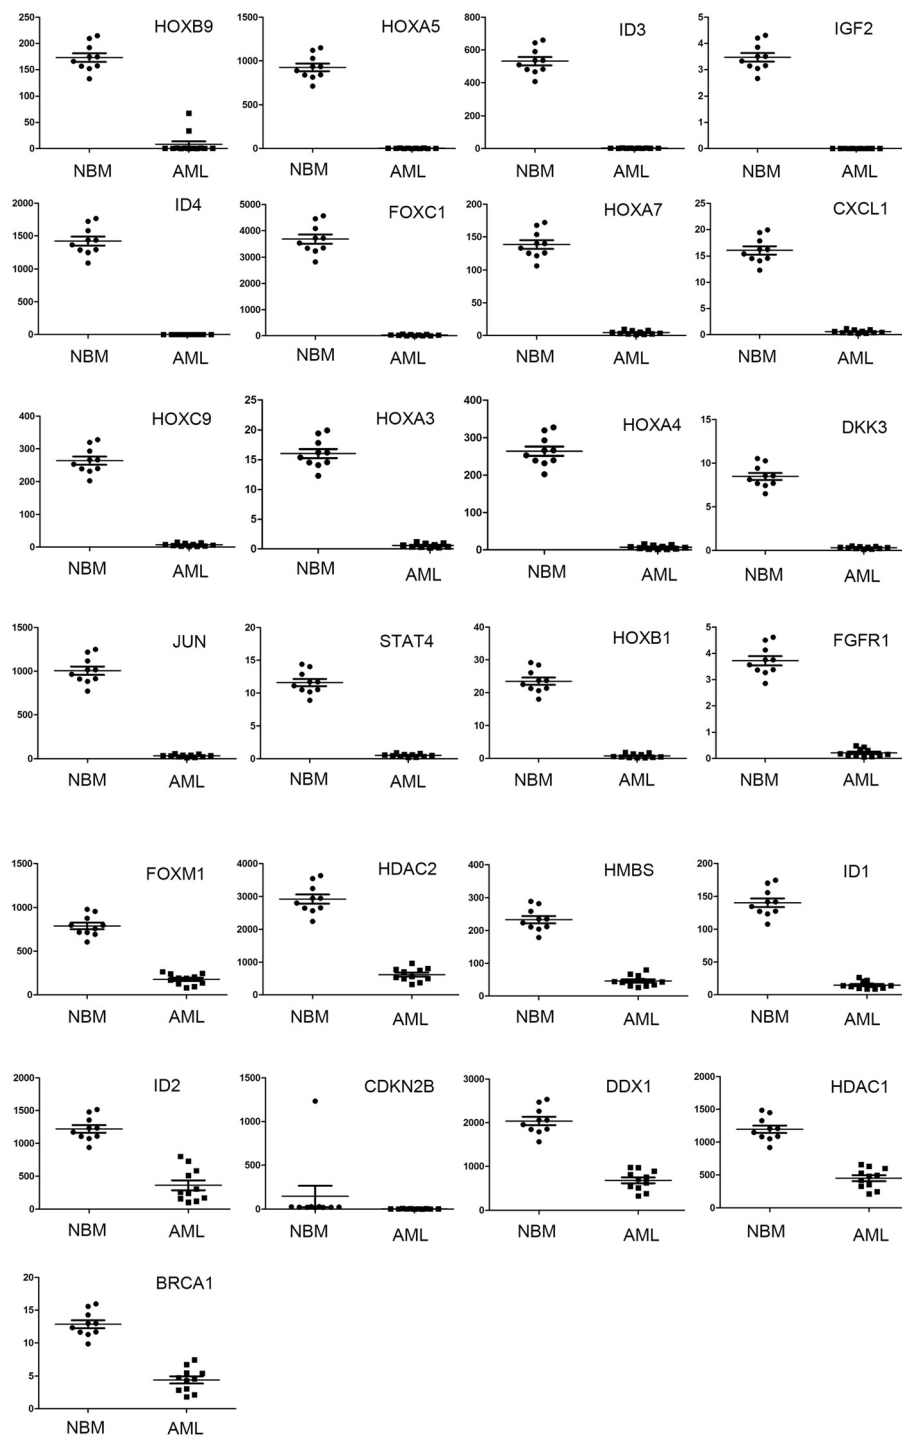 HOXB9
250
200
150
100
50
0
NBM AML
HOXA5
1500
1000
500
0
NBM AML
ID3
800
600
400
200
0
NBM AML
IGF2
5
4
3
2
1
0
NBM AML
ID4
2000
1500
1000
500
0
NBM AML
FOXC1
5000
4000
3000
2000
1000
0
NBM AML
HOXA7
200
150
100
50
0
NBM AML
CXCL1
25
20
15
10
5
0
NBM AML
HOXC9
400
300
200
100
0
NBM AML
HOXA3
25
20
15
10
5
0
NBM AML
HOXA4
400
300
200
100
0
NBM AML
DKK3
15
10
5
0
NBM AML
JUN
1500
1000
500
0
NBM AML
STAT4
20
15
10
5
0
NBM AML
HOXB1
40
30
20
10
0
NBM AML
FGFR1
5
4
3
2
1
0
NBM AML
FOXM1
1500
1000
500
0
NBM AML
HDAC2
4000
3000
2000
1000
0
NBM AML
HMBS
400
300
200
100
0
NBM AML
ID1
200
150
100
50
0
NBM AML
ID2
2000
1500
1000
500
0
NBM AML
CDKN2B
1500
1000
500
0
NBM AML
DDX1
3000
2000
1000
0
NBM AML
HDAC1
2000
1500
1000
500
0
NBM AML
BRCA1
20
15
10
5
0
NBM AML